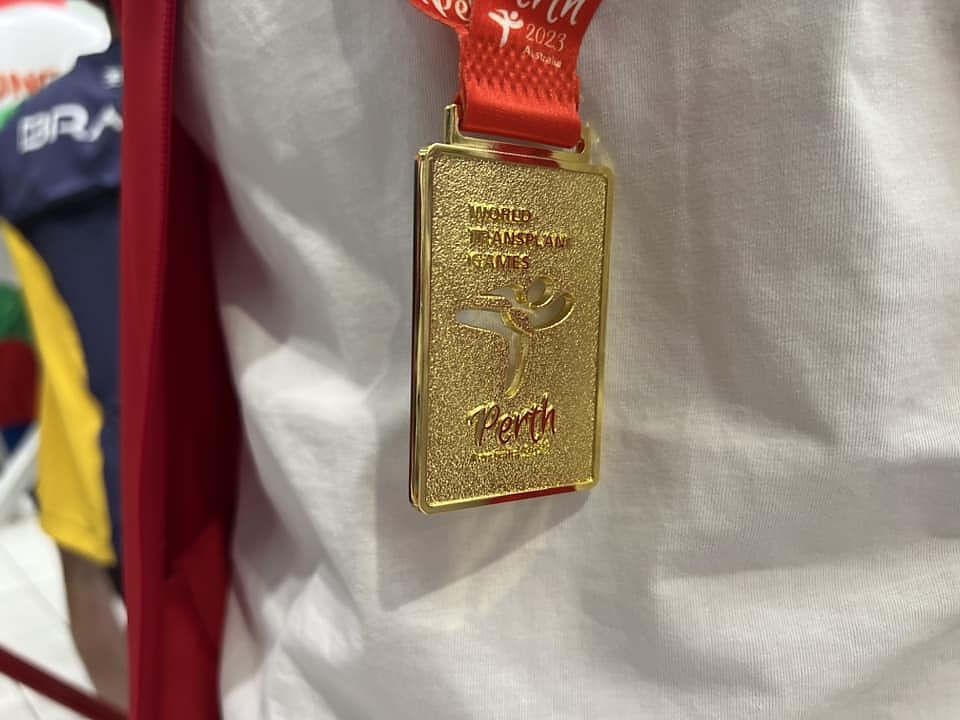 Perth
2023
Australia
BRA
WORLD
TRANSPLANT
GAMES
Perth